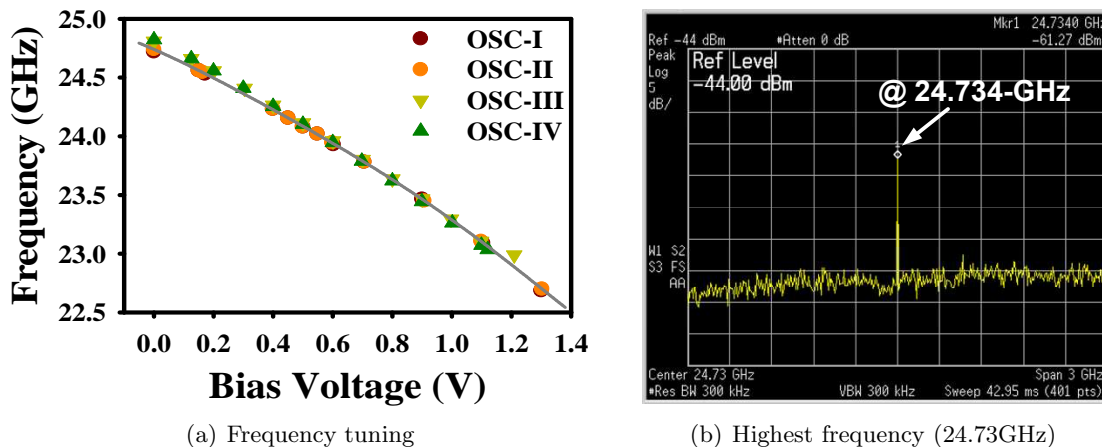 Frequency (GHz)
25.0
24.5
24.0
23.5
23.0
22.5
OSC-I
OSC-II
OSC-III
OSC-IV
0.0 0.2 0.4 0.6 0.8 1.0 1.2 1.4
Bias Voltage (V)
(a) Frequency tuning
Mkr1 24.7340 GHz
Ref -44 dBm #Atten 0 dB -61.27 dBm
Peak
Log
5
dB/
Ref Level
-44.00 dBm
@ 24.734-GHz
W1 S2
S3 FS
AA
Center 24.73 GHz Span 3 GHz
#Res BW 300 kHz VBW 300 kHz Sweep 42.95 ms (401 pts)
(b) Highest frequency (24.73GHz)